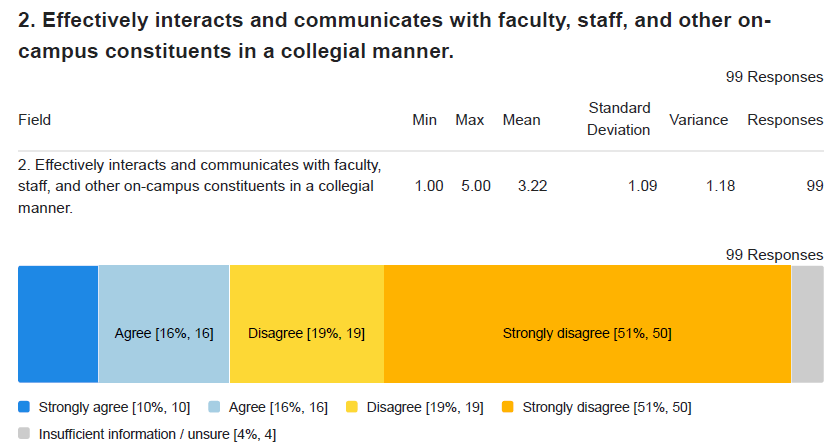 2. Effectively interacts and communicates with faculty, staff, and other on-
campus constituents in a collegial manner.
99 Responses
Field Min Max Mean Standard Deviation Variance Responses
2. Effectively interacts and communicates with faculty,
staff, and other on-campus constituents in a collegial
manner.
1.00 5.00 3.22 1.09 1.18 99
99 Responses
Agree [16%, 16] Disagree [19%, 19] Strongly disagree [51%, 50]
Strongly agree [10%, 10] Agree [16%, 16] Disagree [19%, 19] Strongly disagree [51%, 50]
Insufficient information / unsure [4%, 4]